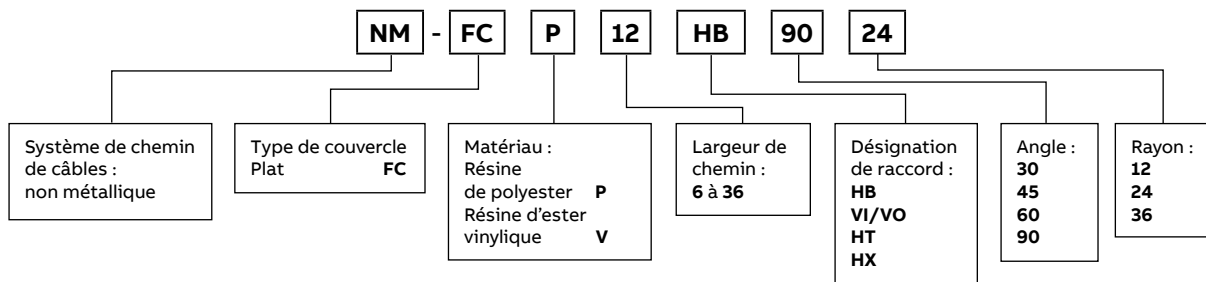 NM - FC P 12 HB 90 24
Système de chemin
de câbles :
non métallique
Type de couvercle
Plat FC
Matériau :
Résine
de polyester P
Résine d'ester
vinylique V
Largeur de
chemin :
6 à 36
Désignation
de raccord :
HB
VI/VO
HT
HX
Angle :
30
45
60
90
Rayon :
12
24
36